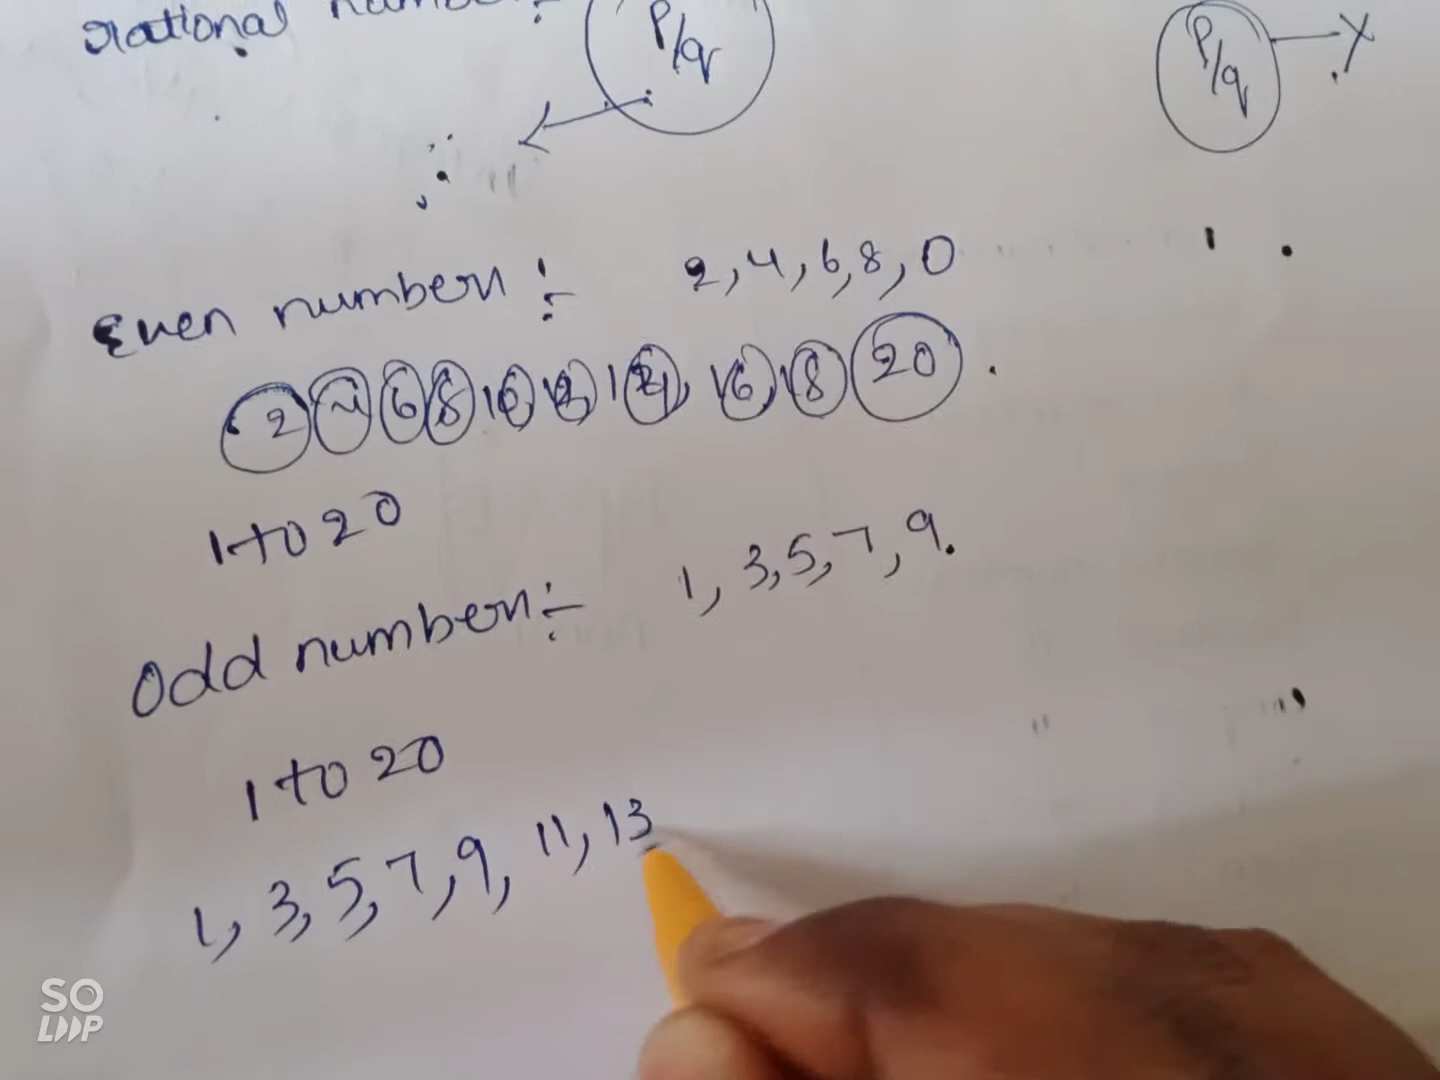 rational number :-
P/q
P/q
Even number :- 2, 4, 6, 8, 0
2 4 6 8 10 12 14, 16, 18 20 .
1 to 20
Odd number :- 1, 3, 5, 7, 9.
1 to 20
1, 3, 5, 7, 9, 11, 13
SO
LOOP